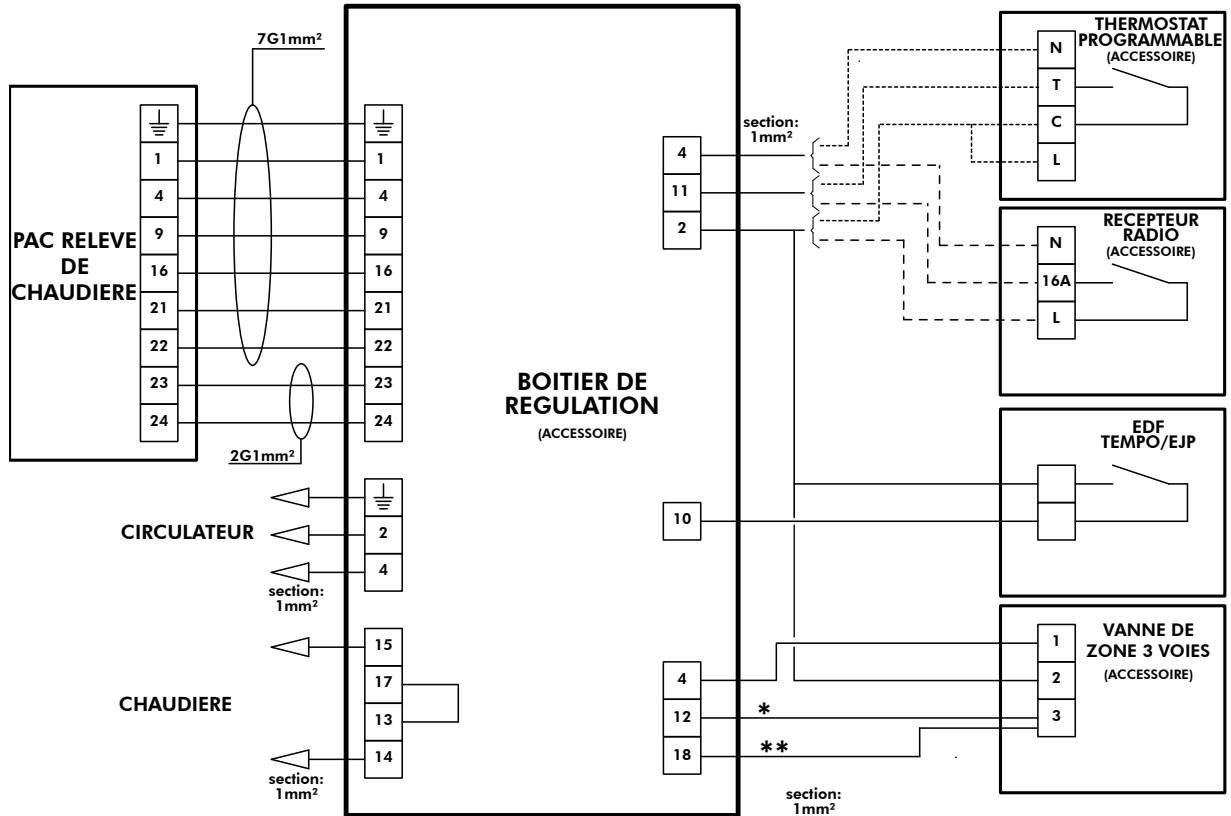 7G1mm²
PAC RELEVE
DE
CHAUDIERE
1
4
9
16
21
22
23
24
2G1mm²
1
4
9
16
21
22
23
24
BOITIER DE
REGULATION
(ACCESSOIRE)
CIRCULATEUR
2
4
section:
1mm²
CHAUDIERE
15
17
13
14
section:
1mm²
4
11
2
section:
1mm²
10
4
12
18
*
**
section:
1mm²
THERMOSTAT
PROGRAMMABLE
(ACCESSOIRE)
N
T
C
L
RECEPTEUR
RADIO
(ACCESSOIRE)
N
16A
L
EDF
TEMPO/EJP
VANNE DE
ZONE 3 VOIES
(ACCESSOIRE)
1
2
3